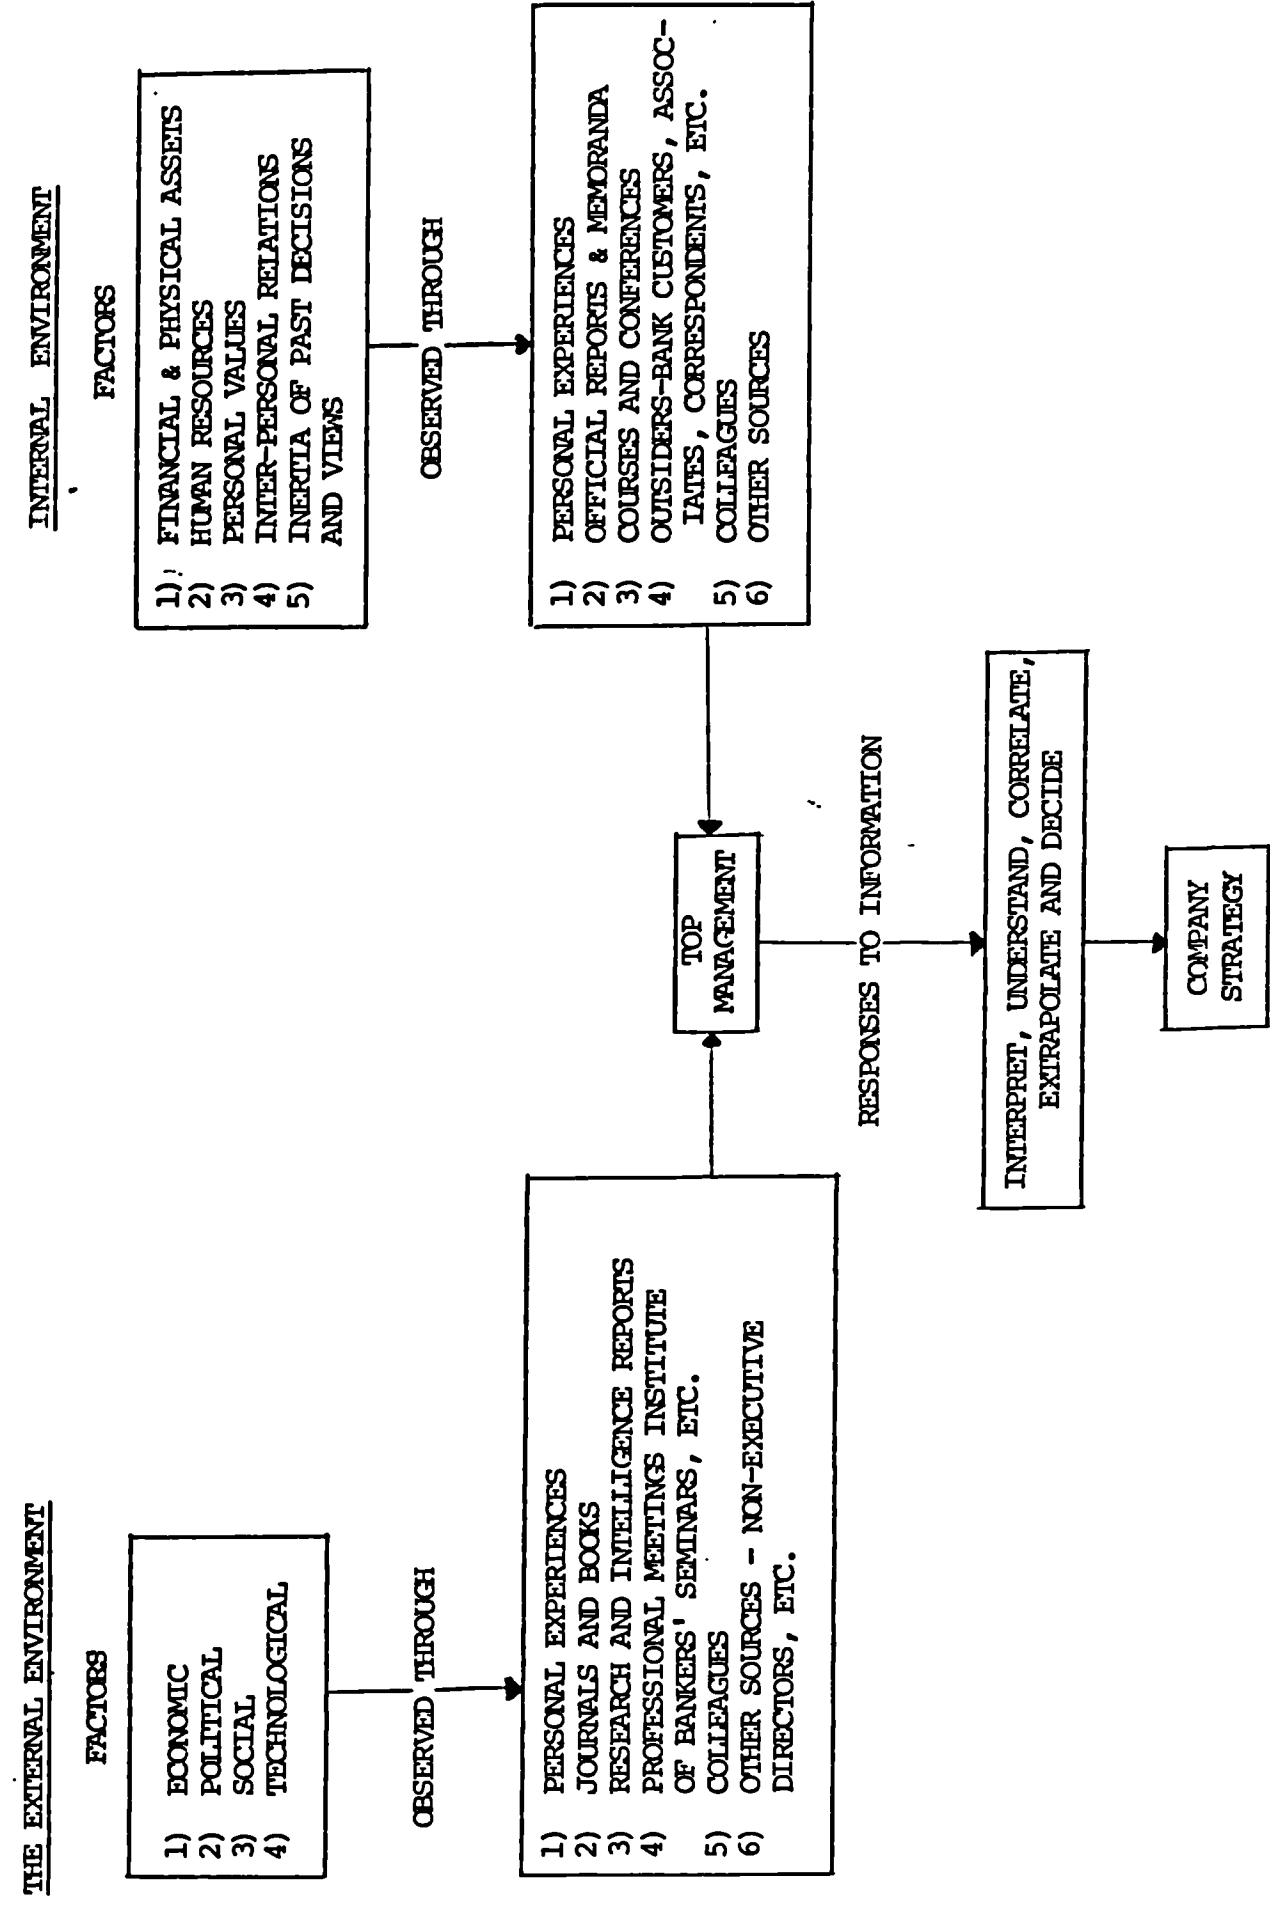 THE EXTERNAL ENVIRONMENT
FACTORS
1) ECONOMIC
2) POLITICAL
3) SOCIAL
4) TECHNOLOGICAL
OBSERVED THROUGH
1) PERSONAL EXPERIENCES
2) JOURNALS AND BOOKS
3) RESEARCH AND INTELLIGENCE REPORTS
4) PROFESSIONAL MEETINGS INSTITUTE
OF BANKERS' SEMINARS, ETC.
5) COLLEAGUES
6) OTHER SOURCES - NON-EXECUTIVE
DIRECTORS, ETC.
INTERNAL ENVIRONMENT
FACTORS
1) FINANCIAL & PHYSICAL ASSETS
2) HUMAN RESOURCES
3) PERSONAL VALUES
4) INTER-PERSONAL RELATIONS
5) INERTIA OF PAST DECISIONS
AND VIEWS
OBSERVED THROUGH
1) PERSONAL EXPERIENCES
2) OFFICIAL REPORTS & MEMORANDA
3) COURSES AND CONFERENCES
4) OUTSIDERS-BANK CUSTOMERS, ASSOC-
IATES, CORRESPONDENTS, ETC.
5) COLLEAGUES
6) OTHER SOURCES
TOP
MANAGEMENT
RESPONSES TO INFORMATION
INTERPRET, UNDERSTAND, CORRELATE,
EXTRAPOLATE AND DECIDE
COMPANY
STRATEGY